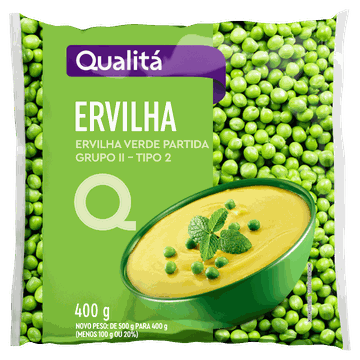 Qualitá
ERVILHA
ERVILHA VERDE PARTIDA
GRUPO II - TIPO 2
Q
400 g
NOVO PESO: DE 500 g PARA 400 g
(MENOS 100 g OU 20%)